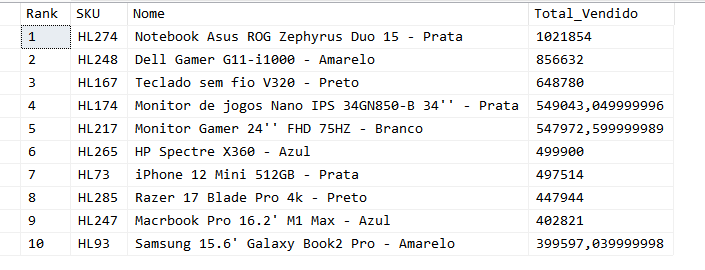 Rank SKU Nome Total_Vendido
1 HL274 Notebook Asus ROG Zephyrus Duo 15 - Prata 1021854
2 HL248 Dell Gamer G11-i1000 - Amarelo 856632
3 HL167 Teclado sem fio V320 - Preto 648780
4 HL174 Monitor de jogos Nano IPS 34GN850-B 34'' - Prata 549043,049999996
5 HL217 Monitor Gamer 24'' FHD 75HZ - Branco 547972,599999989
6 HL265 HP Spectre X360 - Azul 499900
7 HL73 iPhone 12 Mini 512GB - Prata 497514
8 HL285 Razer 17 Blade Pro 4k - Preto 447944
9 HL247 Macrbook Pro 16.2' M1 Max - Azul 402821
10 HL93 Samsung 15.6' Galaxy Book2 Pro - Amarelo 399597,039999998